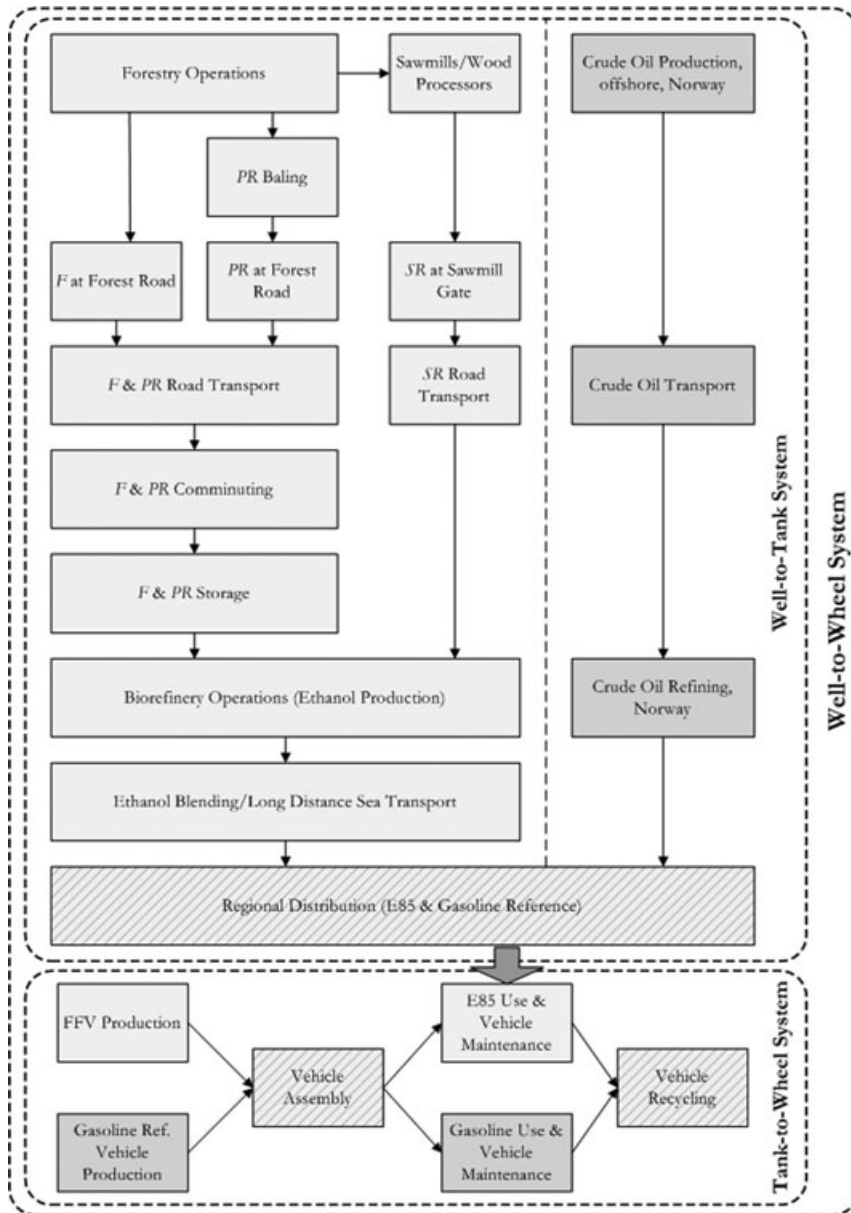 Forestry Operations
Sawmills/Wood
Processors
Crude Oil Production,
offshore, Norway
PR Baling
F at Forest Road
PR at Forest
Road
SR at Sawmill
Gate
F & PR Road Transport
SR Road
Transport
Crude Oil Transport
F & PR Comminuting
F & PR Storage
Biorefinery Operations (Ethanol Production)
Crude Oil Refining,
Norway
Ethanol Blending/Long Distance Sea Transport
Regional Distribution (E85 & Gasoline Reference)
Well-to-Tank System
Well-to-Wheel System
FFV Production
E85 Use &
Vehicle
Maintenance
Vehicle
Assembly
Vehicle
Recycling
Gasoline Ref.
Vehicle
Production
Gasoline Use &
Vehicle
Maintenance
Tank-to-Wheel System